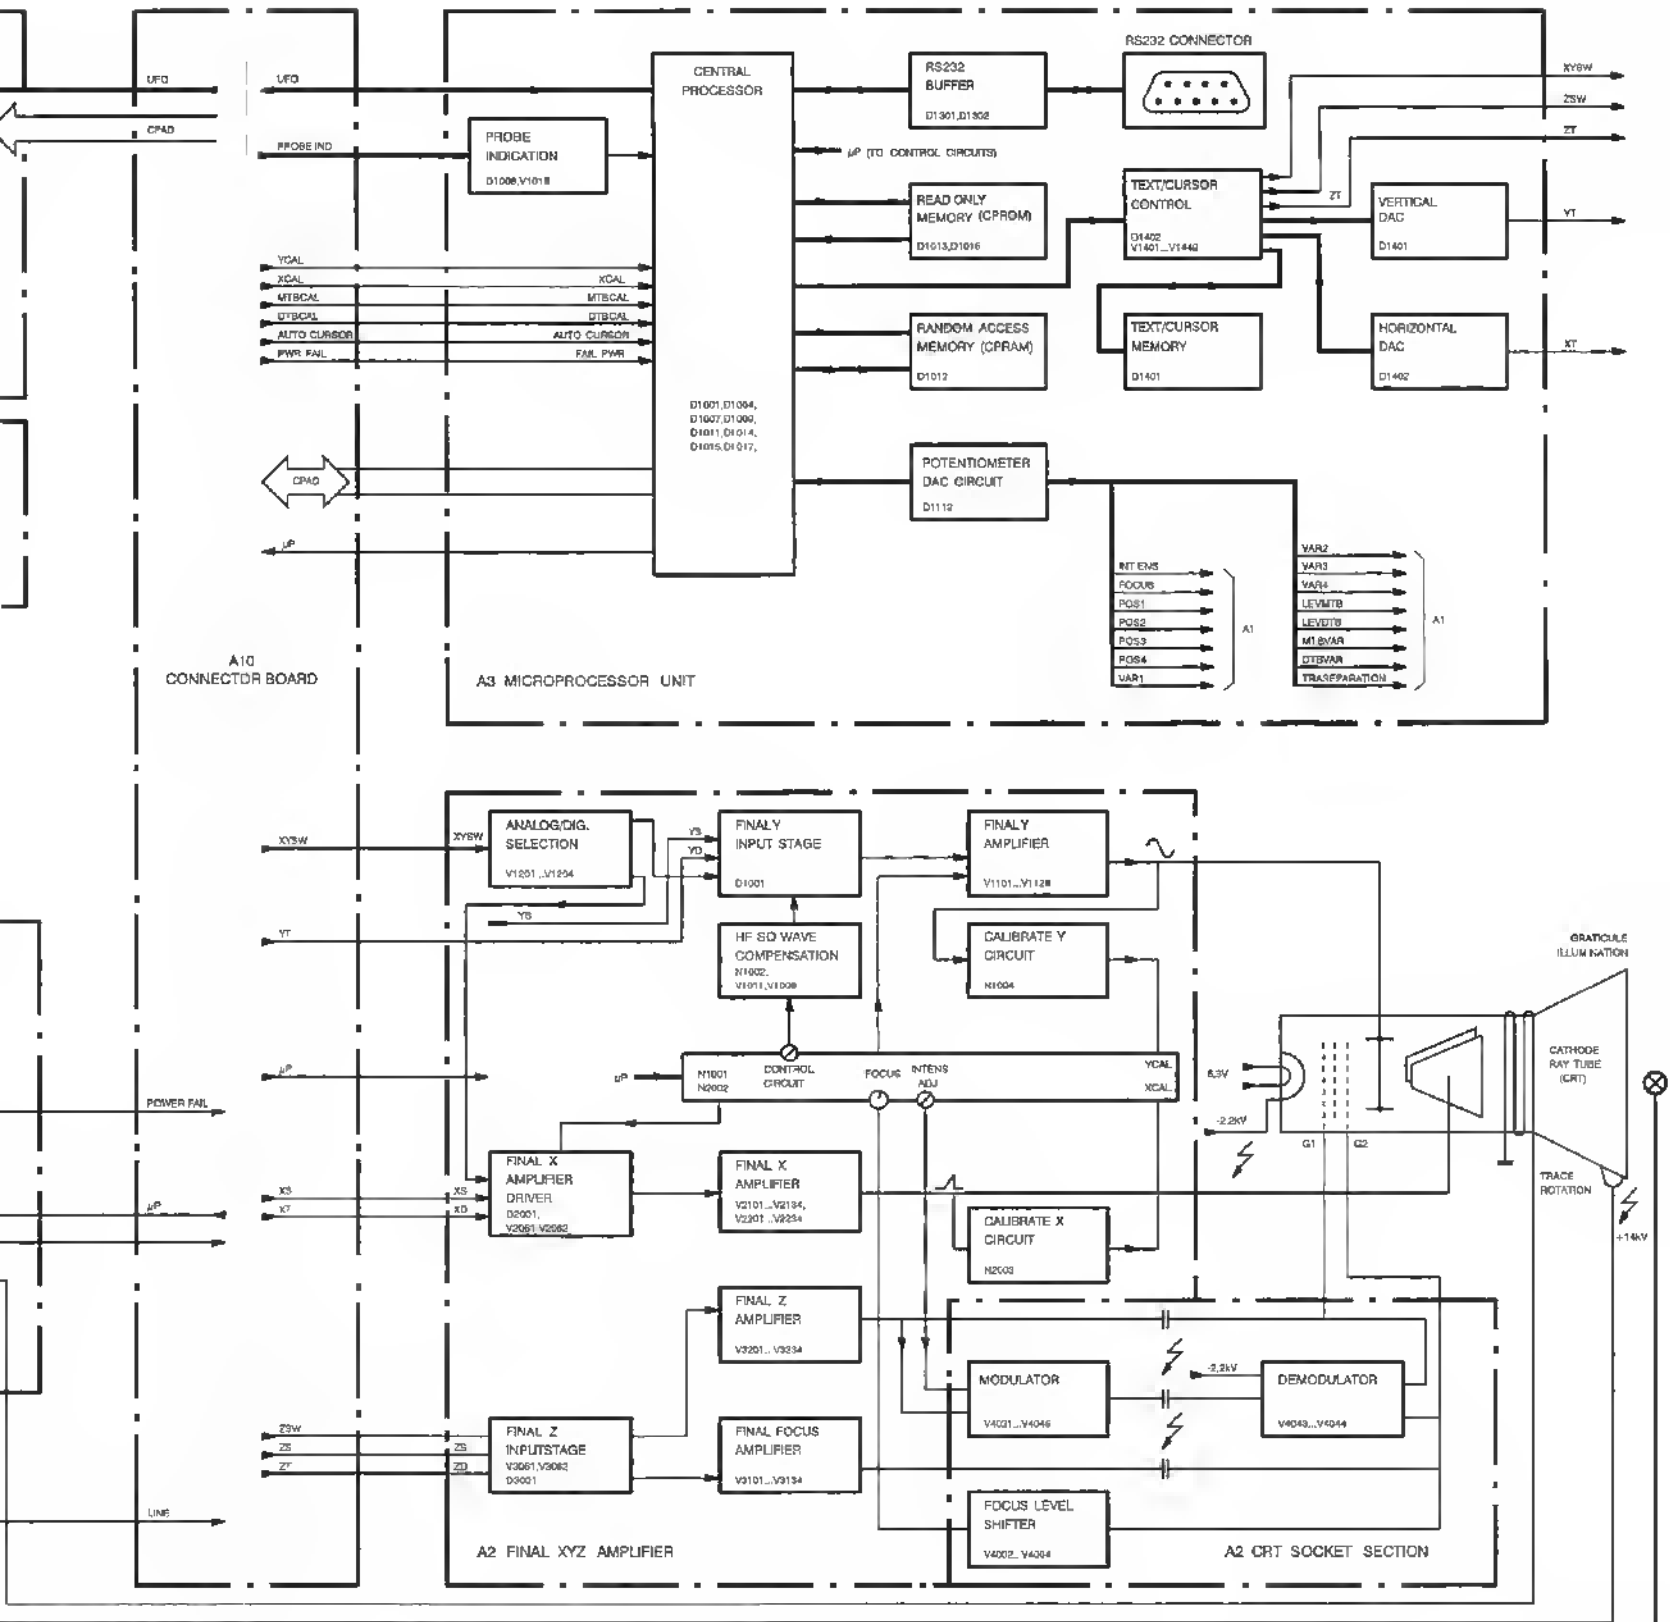 RS232 CONNECTOR
UFO
UFO
CPAD
PROBE IND
PROBE
INDICATION
CENTRAL
PROCESSOR
D1001,D1004,
D1007,D1009,
D1011,D1014,
D1015,D1017,
RS232
BUFFER
D1301,D1302
µP (TO CONTROL CIRCUITS)
READ ONLY
MEMORY (CPROM)
D1013,D1016
RANDOM ACCESS
MEMORY (CPRAM)
D1012
TEXT/CURSOR
CONTROL
D1402
V1401...V1449
TEXT/CURSOR
MEMORY
D1401
VERTICAL
DAC
D1401
HORIZONTAL
DAC
D1402
XYSW
ZSW
ZT
ZT
YT
XT
YCAL
XCAL
XCAL
MTBCAL
MTBCAL
DTBCAL
DTBCAL
AUTO CURSOR
AUTO CURSOR
PWR FAIL
FAIL PWR
CPAD
µP
POTENTIOMETER
DAC CIRCUIT
D1112
INTENS
FOCUS
POS1
POS2
POS3
POS4
VAR1
A1
VAR2
VAR3
VAR4
LEVMTB
LEVDTB
MTBVAR
DTBVAR
TRASEPARATION
A1
A10
CONNECTOR BOARD
A3 MICROPROCESSOR UNIT
XYSW
XYSW
ANALOG/DIG.
SELECTION
V1201...V1204
YS
YD
FINALY
INPUT STAGE
D1001
FINALY
AMPLIFIER
V1101...V1128
YS
YT
HF SQ WAVE
COMPENSATION
N1002,
V1011,V1009
CALIBRATE Y
CIRCUIT
N1004
GRATICULE
ILLUMINATION
µP
µP
N1001
N2002
CONTROL
CIRCUIT
FOCUS
INTENS
ADJ
YCAL
XCAL
6,3V
-2,2kV
G1
G2
CATHODE
RAY TUBE
(CRT)
TRACE
ROTATION
+14kV
POWER FAIL
µP
XS
XS
XT
XD
FINAL X
AMPLIFIER
DRIVER
D2001,
V2061,V2062
FINAL X
AMPLIFIER
V2101...V2134,
V2201...V2234
CALIBRATE X
CIRCUIT
N2003
FINAL Z
AMPLIFIER
V3201...V3234
MODULATOR
V4031...V4046
-2,2kV
DEMODULATOR
V4043...V4044
ZSW
ZS
ZS
ZT
ZD
FINAL Z
INPUTSTAGE
V3061,V3062
D3001
FINAL FOCUS
AMPLIFIER
V3101...V3134
FOCUS LEVEL
SHIFTER
V4002...V4004
LINE
A2 FINAL XYZ AMPLIFIER
A2 CRT SOCKET SECTION